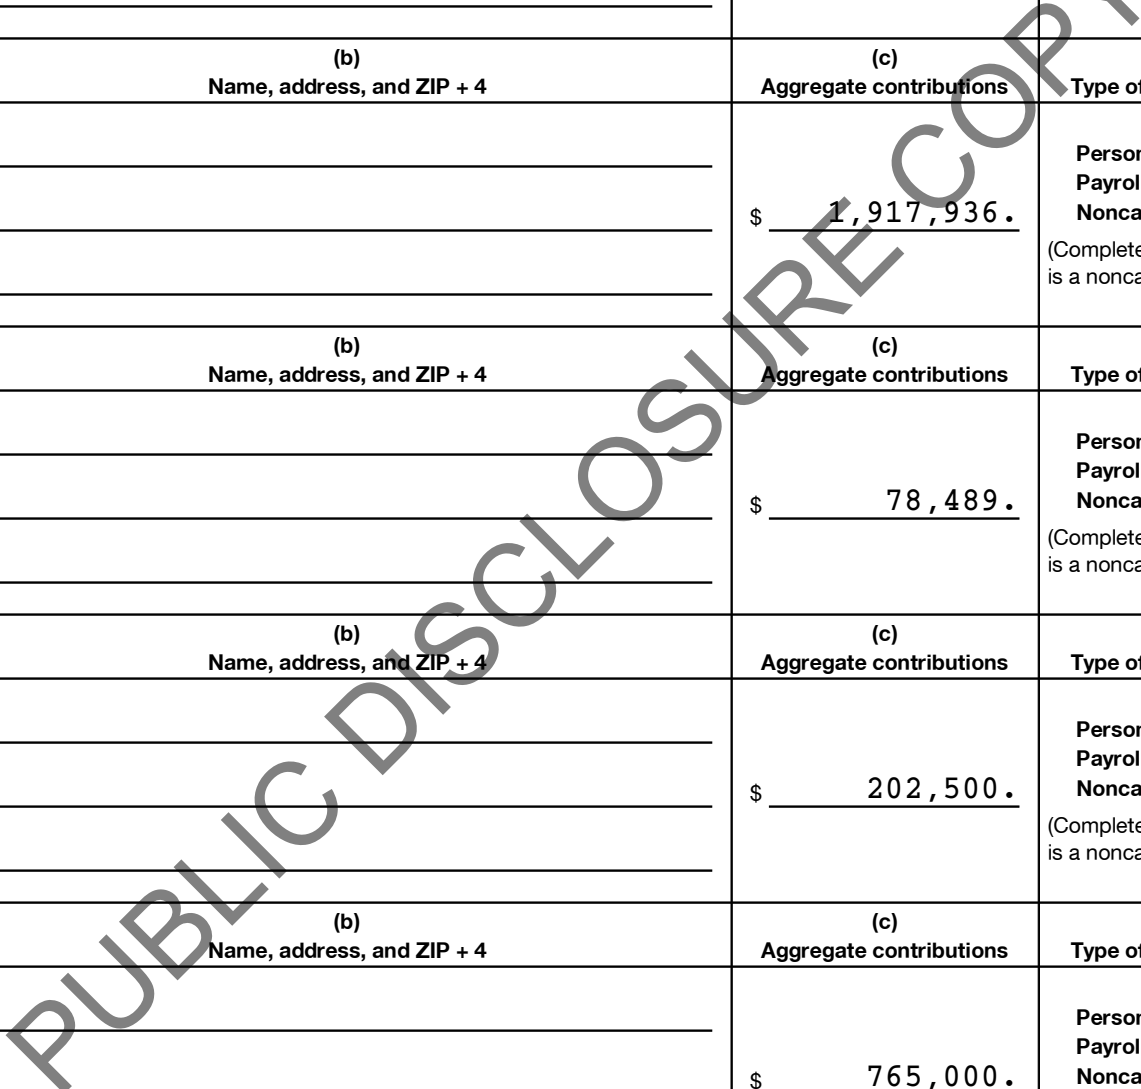 (b) (c)
Name, address, and ZIP + 4 Aggregate contributions Type of
Person
Payrol
$ 1,917,936. Nonca
(Complete
is a nonca
(b) (c)
Name, address, and ZIP + 4 Aggregate contributions Type of
Person
Payrol
$ 78,489. Nonca
(Complete
is a nonca
(b) (c)
Name, address, and ZIP + 4 Aggregate contributions Type of
Person
Payrol
$ 202,500. Nonca
(Complete
is a nonca
(b) (c)
Name, address, and ZIP + 4 Aggregate contributions Type of
Person
Payrol
$ 765,000. Nonca
PUBLIC DISCLOSURE COP